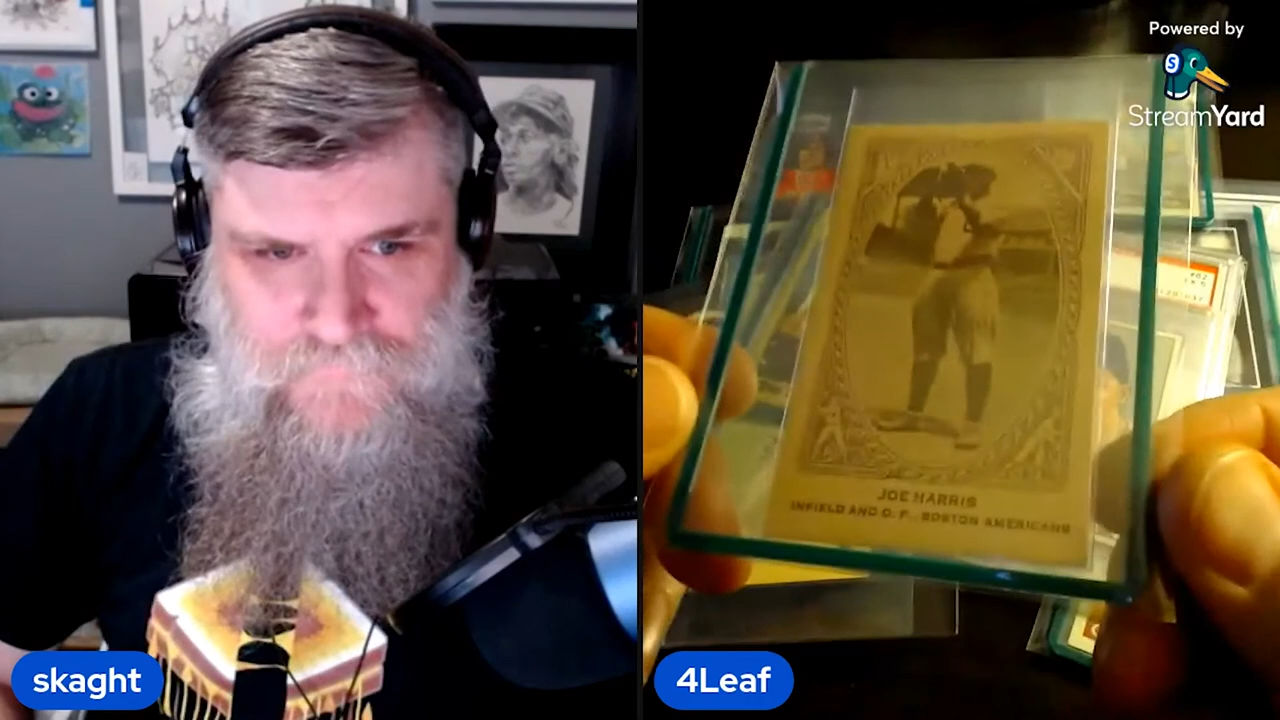 Powered by
S
StreamYard
JOE HARRIS
INFIELD AND O. F., BOSTON AMERICANS
skaght
4Leaf